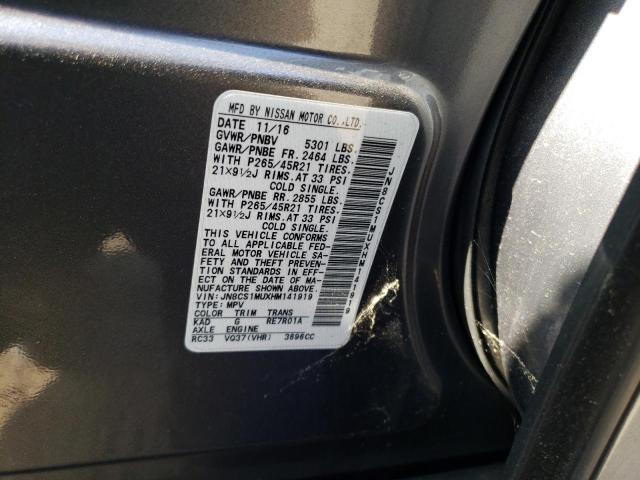 MFD BY NISSAN MOTOR CO.,LTD.
DATE 11/16
GVWR/PNBV 5301 LBS.
GAWR/PNBE FR. 2464 LBS.
WITH P265/45R21 TIRES.
21×9½J RIMS. AT 33 PSI
COLD SINGLE.
GAWR/PNBE RR. 2855 LBS.
WITH P265/45R21 TIRES.
21×9½J RIMS. AT 33 PSI
COLD SINGLE.
THIS VEHICLE CONFORMS
TO ALL APPLICABLE FED-
ERAL MOTOR VEHICLE SA-
FETY AND THEFT PREVEN-
TION STANDARDS IN EFF-
ECT ON THE DATE OF MA-
NUFACTURE SHOWN ABOVE.
VIN: JN8CS1MUXHM141919
TYPE: MPV
COLOR TRIM TRANS
KAD G RE7R01A
AXLE ENGINE
RC33 VQ37(VHR) 3696CC
JN8CS1MUXHM141919